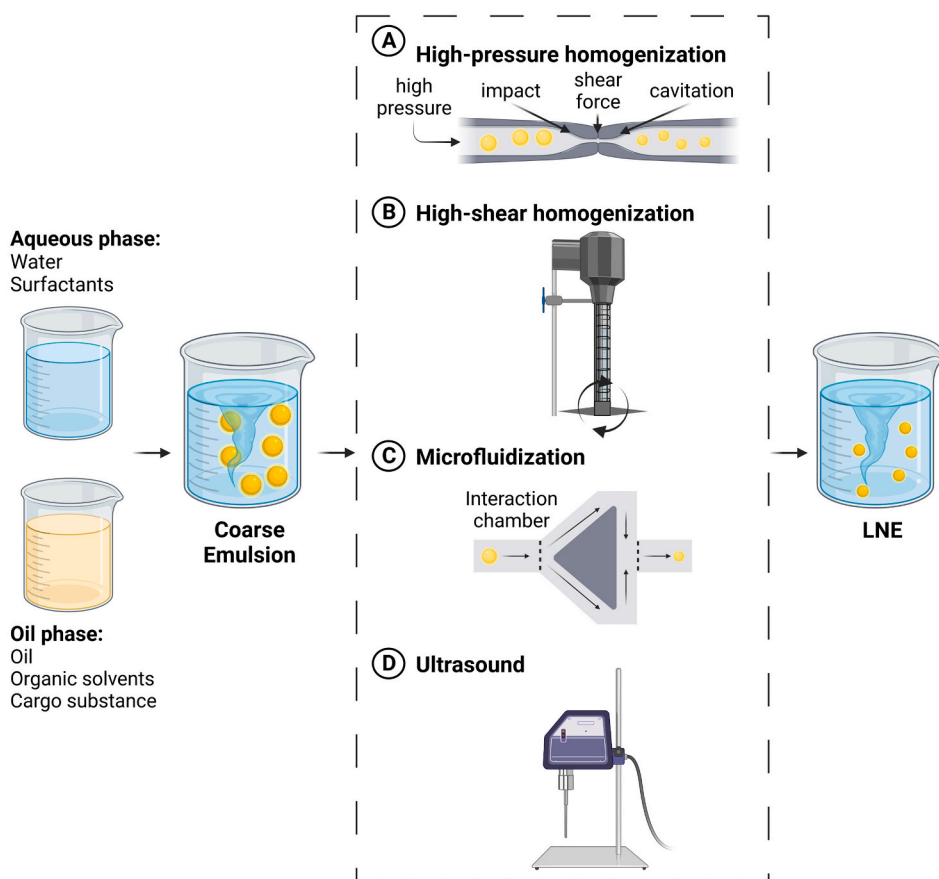 A
High-pressure homogenization
high
pressure
impact
shear
force
cavitation
B
High-shear homogenization
Aqueous phase:
Water
Surfactants
Coarse
Emulsion
Oil phase:
Oil
Organic solvents
Cargo substance
C
Microfluidization
Interaction
chamber
D
Ultrasound
LNE